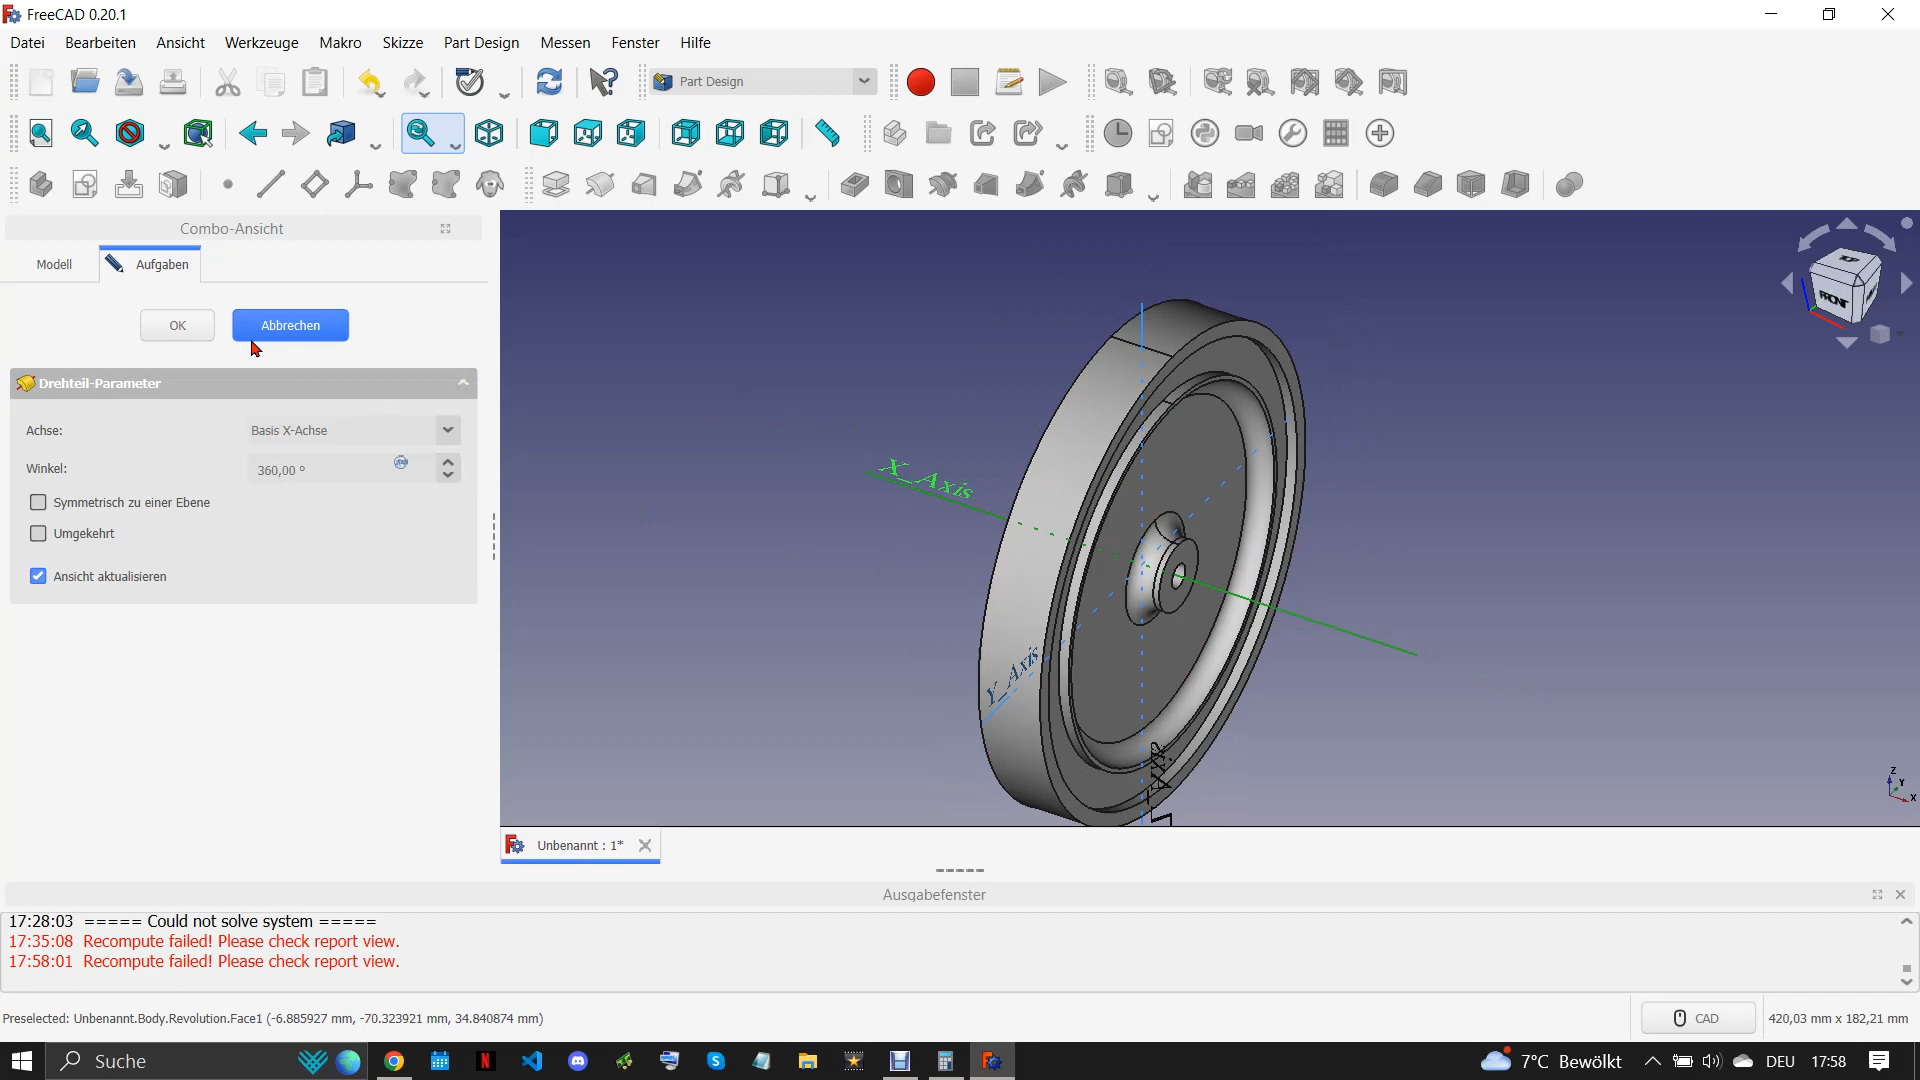 FreeCAD 0.20.1
Datei Bearbeiten Ansicht Werkzeuge Makro Skizze Part Design Messen Fenster Hilfe
Part Design
Combo-Ansicht
Modell Aufgaben
OK Abbrechen
Drehteil-Parameter
Achse: Basis X-Achse
Winkel: 360,00 °
Symmetrisch zu einer Ebene
Umgekehrt
Ansicht aktualisieren
TOP
FRONT
X_Axis
Y_Axis
Z
Y
X
Unbenannt : 1*
Ausgabefenster
17:28:03 ===== Could not solve system =====
17:35:08 Recompute failed! Please check report view.
17:58:01 Recompute failed! Please check report view.
Preselected: Unbenannt.Body.Revolution.Face1 (-6.885927 mm, -70.323921 mm, 34.840874 mm)
CAD
420,03 mm x 182,21 mm
Suche
7°C Bewölkt
DEU
17:58